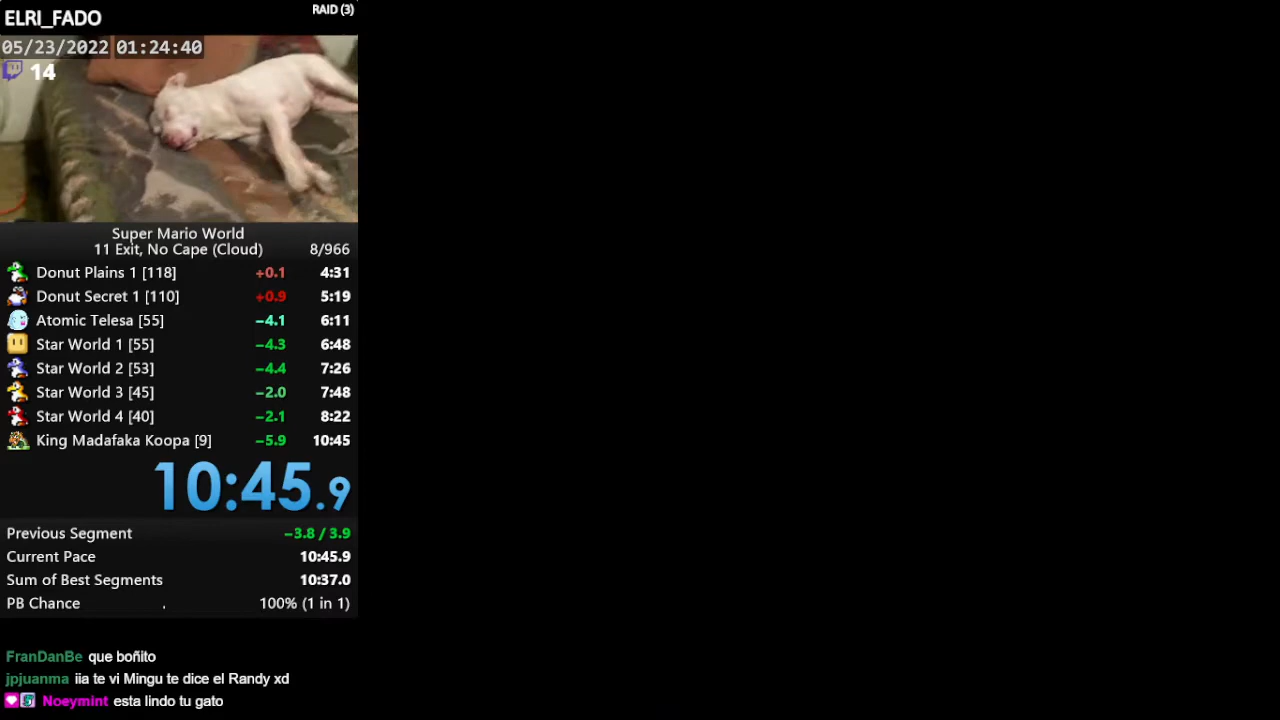 ELRI_FADO
RAID (3)
05/23/2022 01:24:40
14
Super Mario World
11 Exit, No Cape (Cloud) 8/966
Donut Plains 1 [118] +0.1 4:31
Donut Secret 1 [110] +0.9 5:19
Atomic Telesa [55] −4.1 6:11
Star World 1 [55] −4.3 6:48
Star World 2 [53] −4.4 7:26
Star World 3 [45] −2.0 7:48
Star World 4 [40] −2.1 8:22
King Madafaka Koopa [9] −5.9 10:45
10:45.9
Previous Segment −3.8 / 3.9
Current Pace 10:45.9
Sum of Best Segments 10:37.0
PB Chance . 100% (1 in 1)
FranDanBe que boñito
jpjuanma iia te vi Mingu te dice el Randy xd
Noeymint esta lindo tu gato